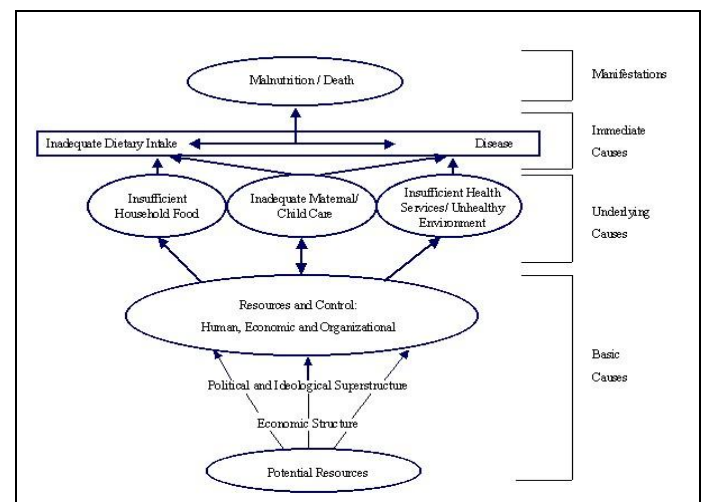 Malnutrition / Death
Manifestations
Inadequate Dietary Intake
Disease
Immediate
Causes
Insufficient
Household Food
Inadequate Maternal/
Child Care
Insufficient Health
Services/ Unhealthy
Environment
Underlying
Causes
Resources and Control:
Human, Economic and Organizational
Basic
Causes
Political and Ideological Superstructure
Economic Structure
Potential Resources